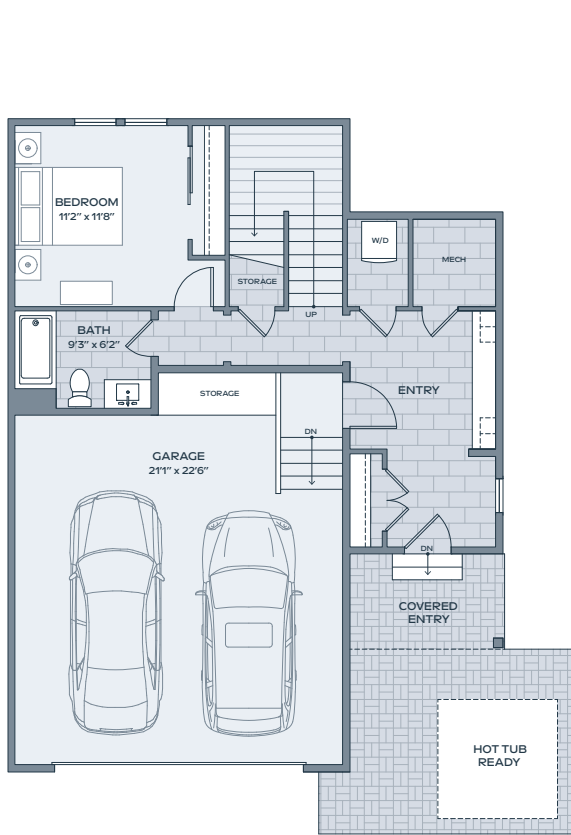 BEDROOM
11'2" x 11'8"
W/D
MECH
STORAGE
UP
BATH
9'3" x 6'2"
STORAGE
ENTRY
DN
GARAGE
21'1" x 22'6"
DN
COVERED
ENTRY
HOT TUB
READY